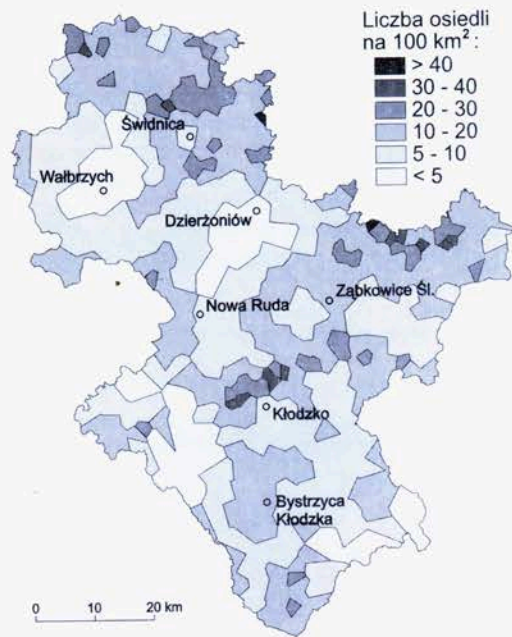 Liczba osiedli
na 100 km² :
> 40
30 - 40
20 - 30
10 - 20
5 - 10
< 5
Świdnica
Wałbrzych
Dzierżoniów
Nowa Ruda
Ząbkowice Śl.
Kłodzko
Bystrzyca
Kłodzka
0 10 20 km